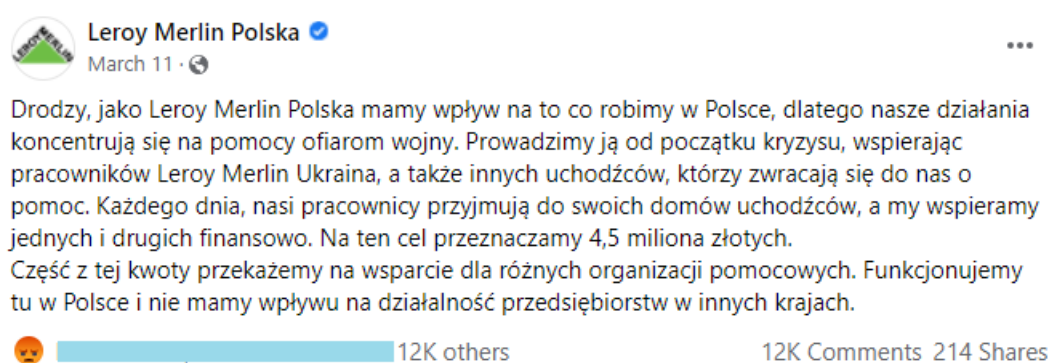 Leroy Merlin Polska
LEROY MERLIN
March 11 ·
Drodzy, jako Leroy Merlin Polska mamy wpływ na to co robimy w Polsce, dlatego nasze działania
koncentrują się na pomocy ofiarom wojny. Prowadzimy ją od początku kryzysu, wspierając
pracowników Leroy Merlin Ukraina, a także innych uchodźców, którzy zwracają się do nas o
pomoc. Każdego dnia, nasi pracownicy przyjmują do swoich domów uchodźców, a my wspieramy
jednych i drugich finansowo. Na ten cel przeznaczamy 4,5 miliona złotych.
Część z tej kwoty przekażemy na wsparcie dla różnych organizacji pomocowych. Funkcjonujemy
tu w Polsce i nie mamy wpływu na działalność przedsiębiorstw w innych krajach.
12K others 12K Comments 214 Shares